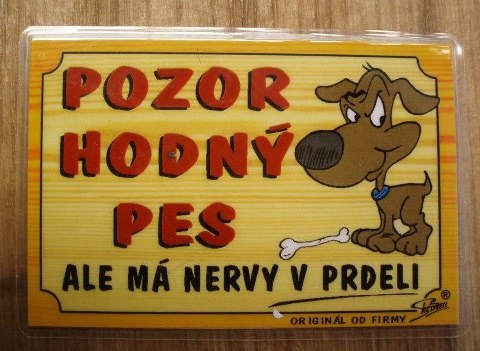 POZOR
HODNÝ
PES
ALE MÁ NERVY V PRDELI
ORIGINÁL OD FIRMY